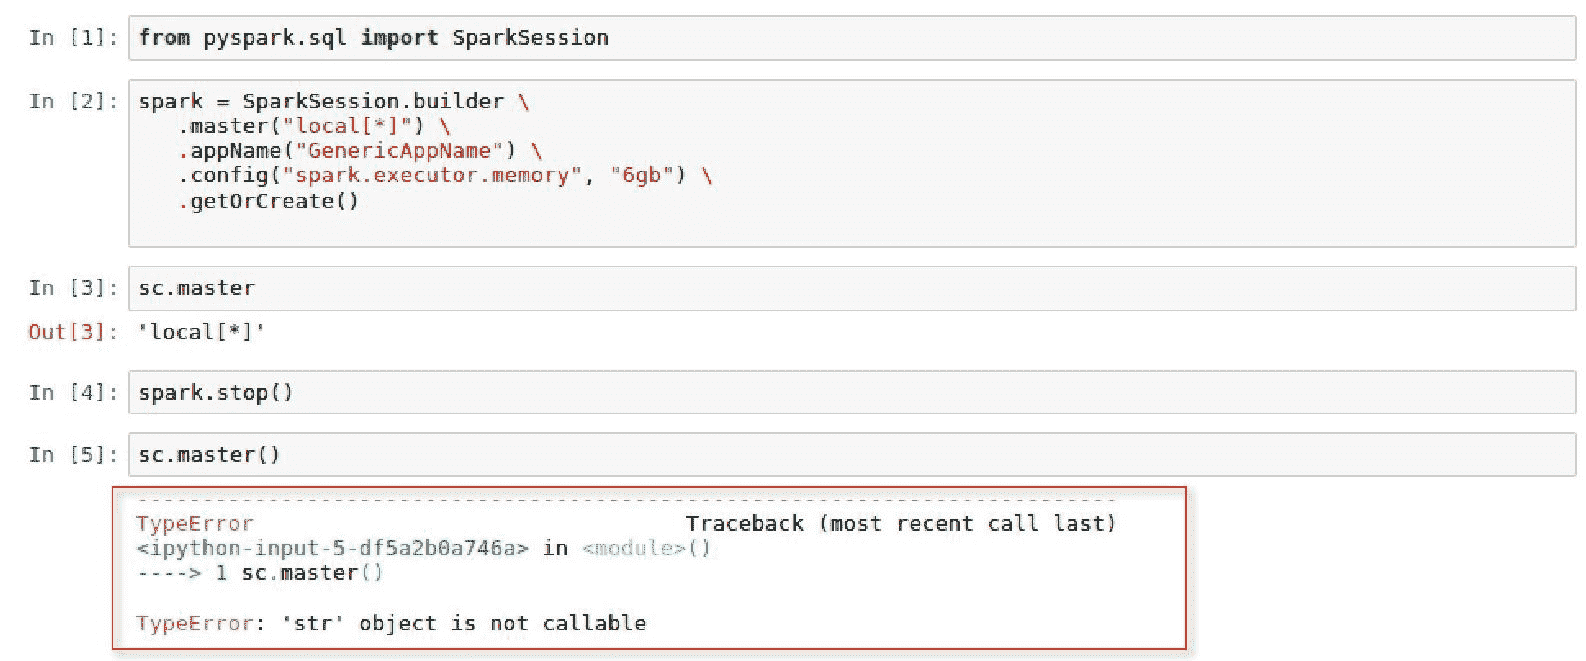 In [1]: from pyspark.sql import SparkSession
In [2]: spark = SparkSession.builder \
.master("local[*]") \
.appName("GenericAppName") \
.config("spark.executor.memory", "6gb") \
.getOrCreate()
In [3]: sc.master
Out[3]: 'local[*]'
In [4]: spark.stop()
In [5]: sc.master()
---------------------------------------------------------------------------
TypeError                                 Traceback (most recent call last)
<ipython-input-5-df5a2b0a746a> in <module>()
----> 1 sc.master()
TypeError: 'str' object is not callable